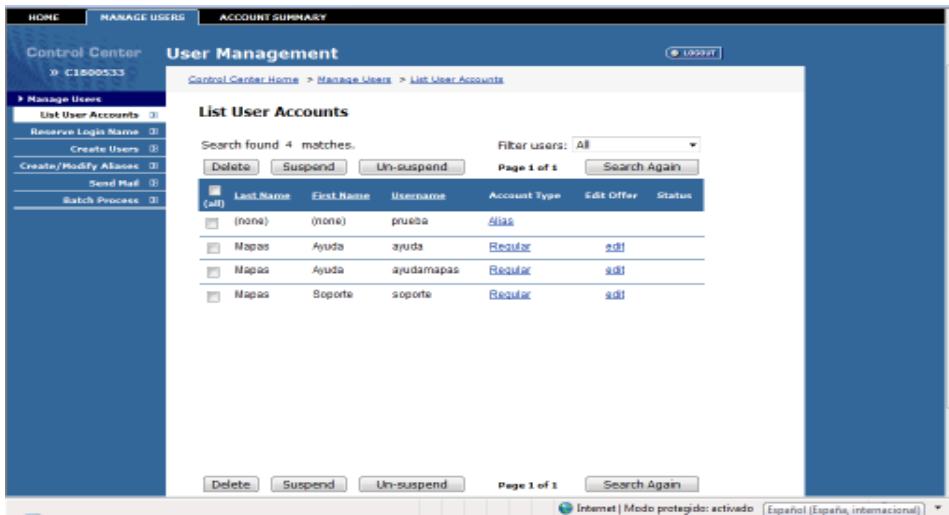 HOME MANAGE USERS ACCOUNT SUMMARY
Control Center User Management LOGOUT
» C1800533
Control Center Home > Manage Users > List User Accounts
Manage Users
List User Accounts
Reserve Login Name
Create Users
Create/Modify Aliases
Send Mail
Batch Process
List User Accounts
Search found 4 matches. Filter users: All
Delete Suspend Un-suspend Page 1 of 1 Search Again
(all) Last Name First Name Username Account Type Edit Offer Status
(none) (none) prueba Alias
Mapas Ayuda ayuda Regular edit
Mapas Ayuda ayudamapas Regular edit
Mapas Soporte soporte Regular edit
Delete Suspend Un-suspend Page 1 of 1 Search Again
Internet | Modo protegido: activado Español (España, internacional)